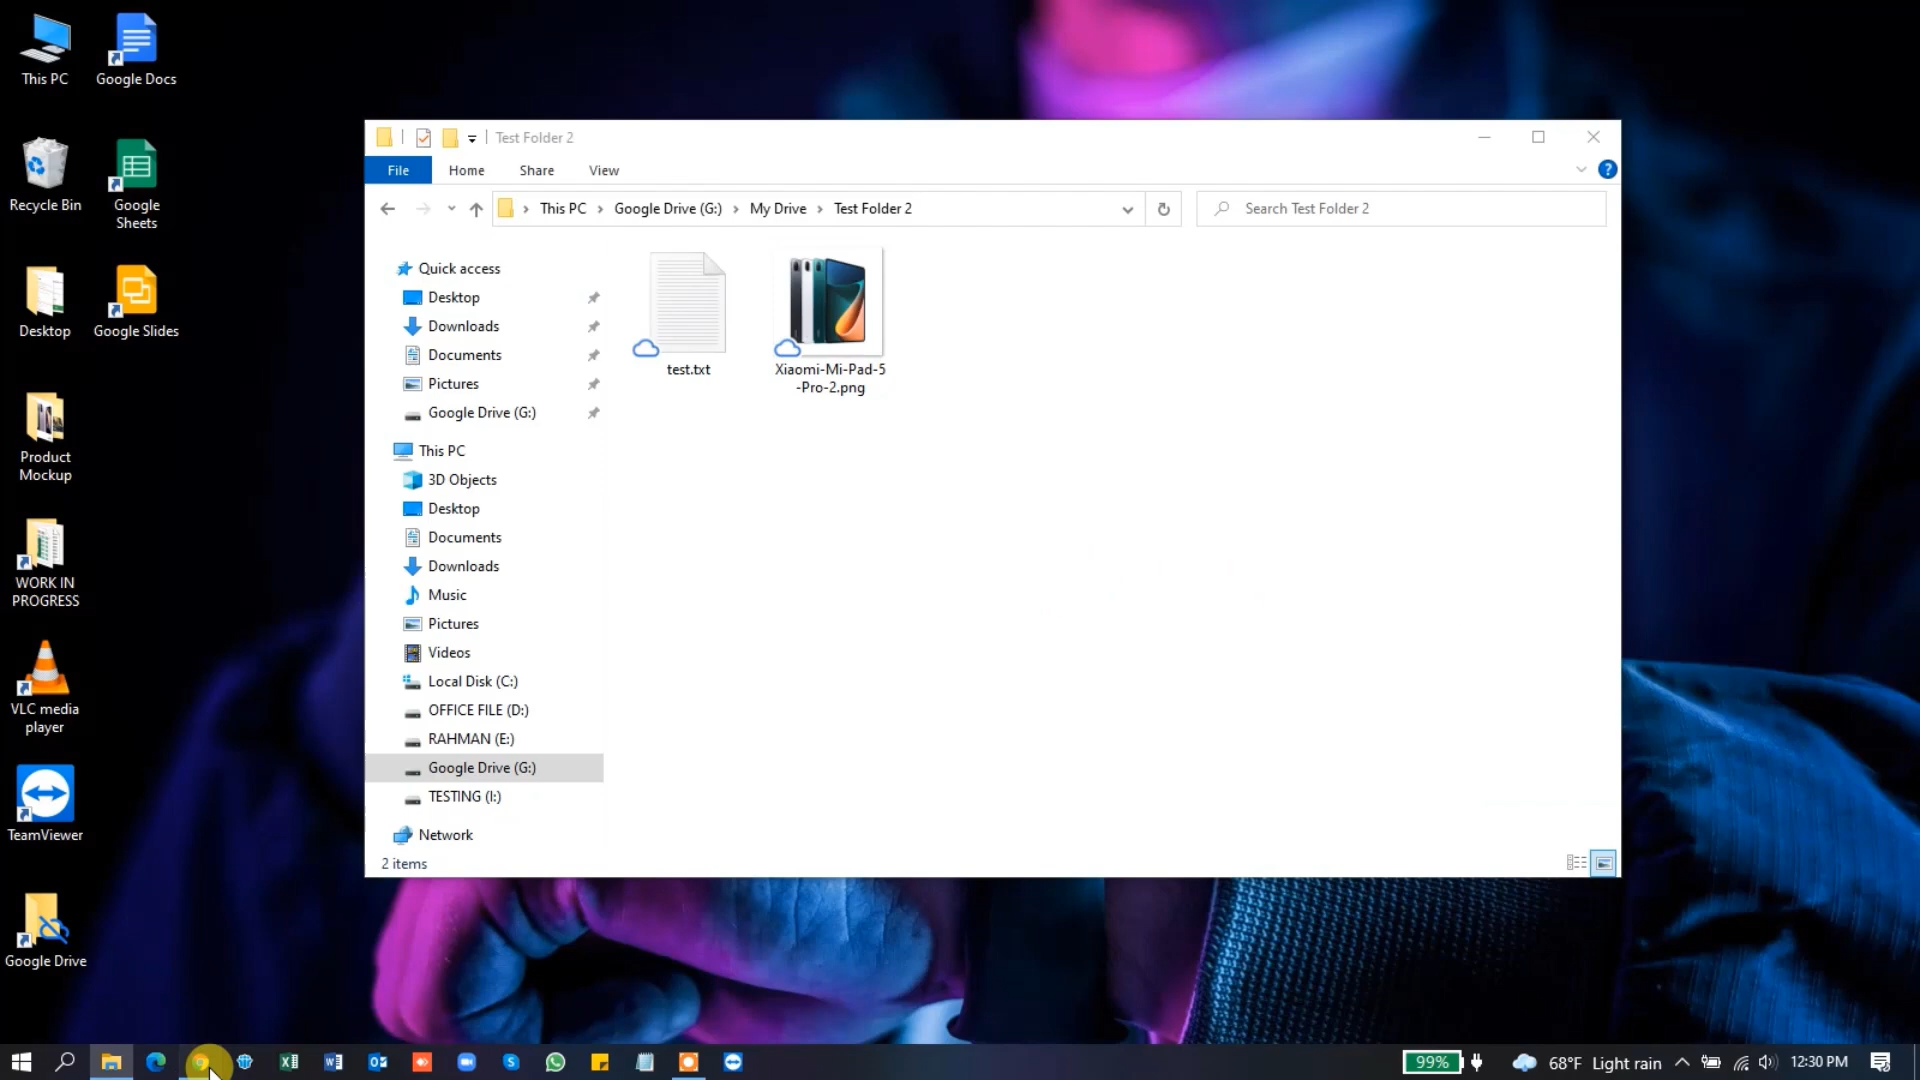 This PC
Google Docs
Recycle Bin
Google
Sheets
Desktop
Google Slides
Product
Mockup
WORK IN
PROGRESS
VLC media
player
TeamViewer
Google Drive
Test Folder 2
File
Home
Share
View
This PC
Google Drive (G:)
My Drive
Test Folder 2
Search Test Folder 2
Quick access
Desktop
Downloads
Documents
Pictures
Google Drive (G:)
This PC
3D Objects
Desktop
Documents
Downloads
Music
Pictures
Videos
Local Disk (C:)
OFFICE FILE (D:)
RAHMAN (E:)
Google Drive (G:)
TESTING (I:)
Network
test.txt
Xiaomi-Mi-Pad-5
-Pro-2.png
2 items
99%
68°F Light rain
12:30 PM